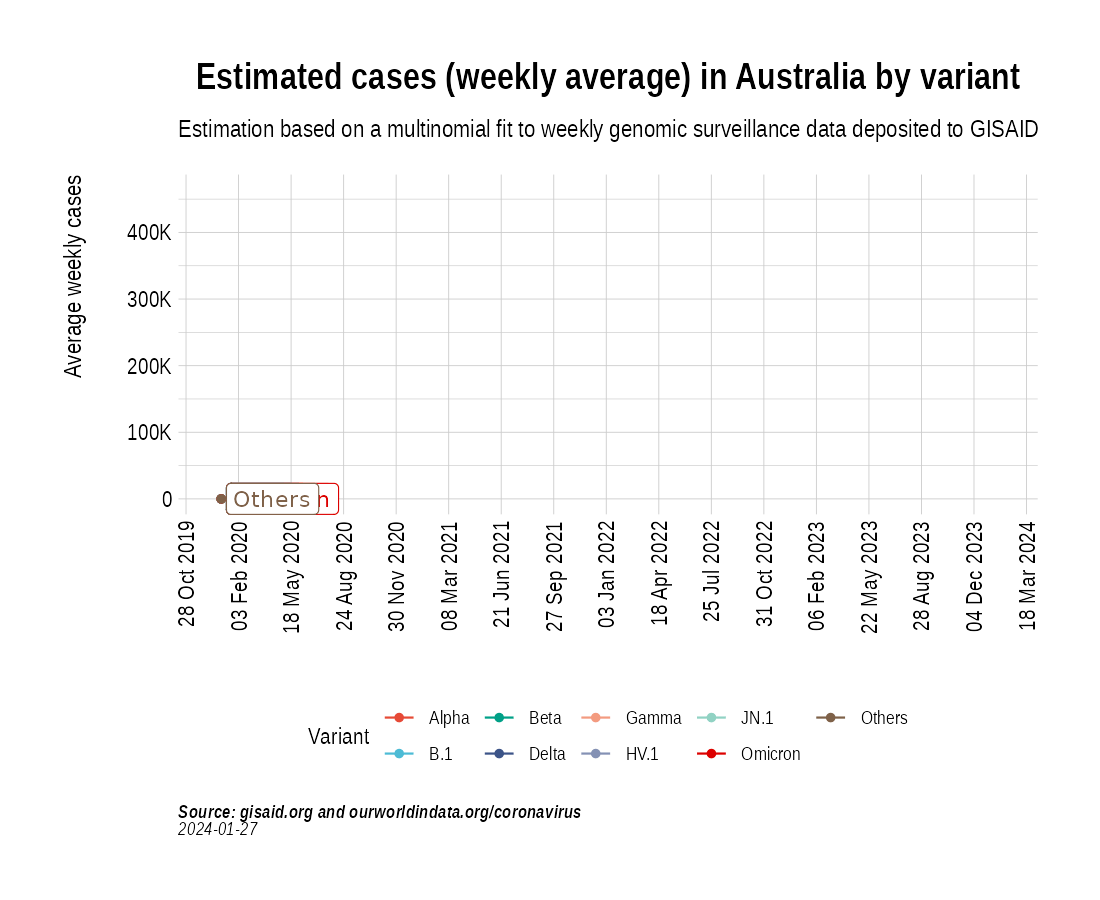 Estimated cases (weekly average) in Australia by variant
Estimation based on a multinomial fit to weekly genomic surveillance data deposited to GISAID
Average weekly cases
400K
300K
200K
100K
0
Others
n
28 Oct 2019
03 Feb 2020
18 May 2020
24 Aug 2020
30 Nov 2020
08 Mar 2021
21 Jun 2021
27 Sep 2021
03 Jan 2022
18 Apr 2022
25 Jul 2022
31 Oct 2022
06 Feb 2023
22 May 2023
28 Aug 2023
04 Dec 2023
18 Mar 2024
Variant
Alpha Beta Gamma JN.1 Others
B.1 Delta HV.1 Omicron
Source: gisaid.org and ourworldindata.org/coronavirus
2024-01-27